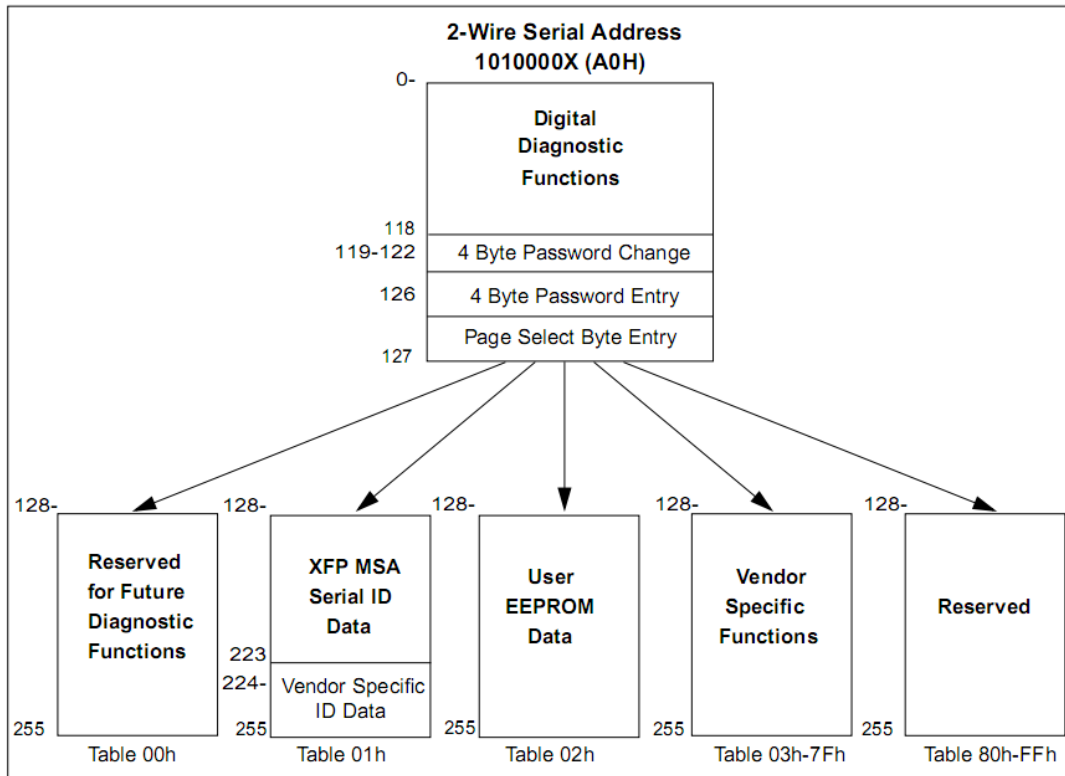 2-Wire Serial Address
1010000X (A0H)
0-
Digital
Diagnostic
Functions
118
119-122
4 Byte Password Change
126
4 Byte Password Entry
Page Select Byte Entry
127
128-
Reserved
for Future
Diagnostic
Functions
255
Table 00h
128-
XFP MSA
Serial ID
Data
223
224-
Vendor Specific
ID Data
255
Table 01h
128-
User
EEPROM
Data
255
Table 02h
128-
Vendor
Specific
Functions
255
Table 03h-7Fh
128-
Reserved
255
Table 80h-FFh